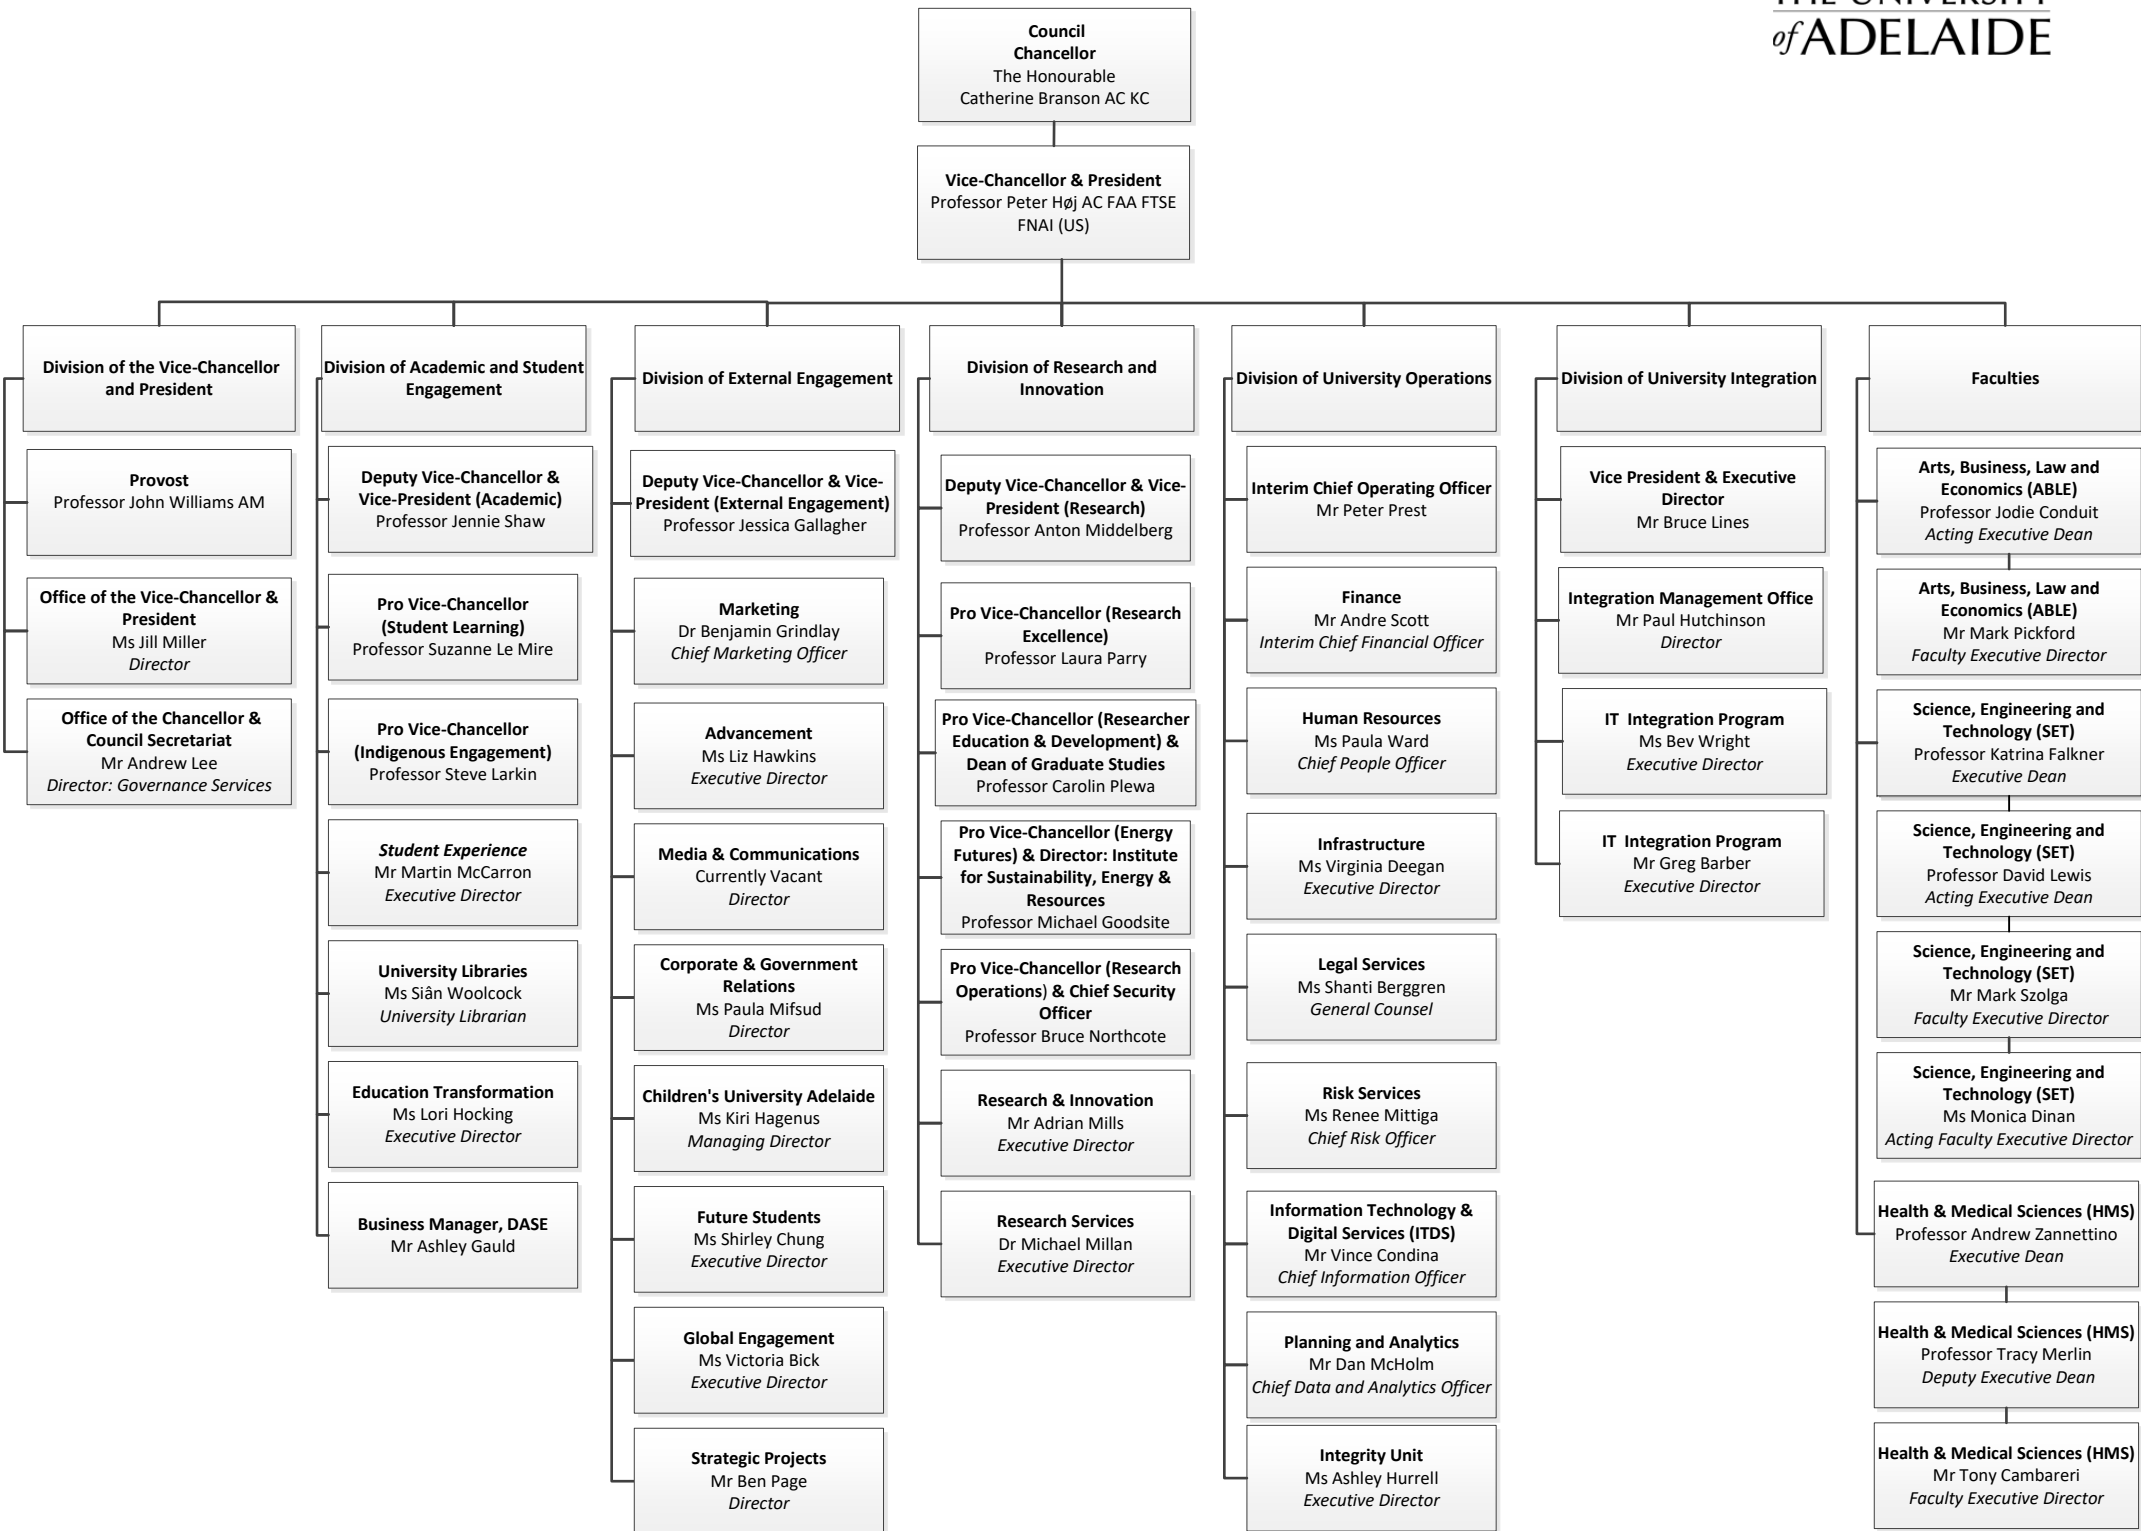 THE UNIVERSITY
of ADELAIDE
Council
Chancellor
The Honourable
Catherine Branson AC KC
Vice-Chancellor & President
Professor Peter Høj AC FAA FTSE
FNAI (US)
Division of the Vice-Chancellor
and President
Provost
Professor John Williams AM
Office of the Vice-Chancellor &
President
Ms Jill Miller
Director
Office of the Chancellor &
Council Secretariat
Mr Andrew Lee
Director: Governance Services
Division of Academic and Student
Engagement
Deputy Vice-Chancellor &
Vice-President (Academic)
Professor Jennie Shaw
Pro Vice-Chancellor
(Student Learning)
Professor Suzanne Le Mire
Pro Vice-Chancellor
(Indigenous Engagement)
Professor Steve Larkin
Student Experience
Mr Martin McCarron
Executive Director
University Libraries
Ms Siân Woolcock
University Librarian
Education Transformation
Ms Lori Hocking
Executive Director
Business Manager, DASE
Mr Ashley Gauld
Division of External Engagement
Deputy Vice-Chancellor & Vice-
President (External Engagement)
Professor Jessica Gallagher
Marketing
Dr Benjamin Grindlay
Chief Marketing Officer
Advancement
Ms Liz Hawkins
Executive Director
Media & Communications
Currently Vacant
Director
Corporate & Government
Relations
Ms Paula Mifsud
Director
Children's University Adelaide
Ms Kiri Hagenus
Managing Director
Future Students
Ms Shirley Chung
Executive Director
Global Engagement
Ms Victoria Bick
Executive Director
Strategic Projects
Mr Ben Page
Director
Division of Research and
Innovation
Deputy Vice-Chancellor & Vice-
President (Research)
Professor Anton Middelberg
Pro Vice-Chancellor (Research
Excellence)
Professor Laura Parry
Pro Vice-Chancellor (Researcher
Education & Development) &
Dean of Graduate Studies
Professor Carolin Plewa
Pro Vice-Chancellor (Energy
Futures) & Director: Institute
for Sustainability, Energy &
Resources
Professor Michael Goodsite
Pro Vice-Chancellor (Research
Operations) & Chief Security
Officer
Professor Bruce Northcote
Research & Innovation
Mr Adrian Mills
Executive Director
Research Services
Dr Michael Millan
Executive Director
Division of University Operations
Interim Chief Operating Officer
Mr Peter Prest
Finance
Mr Andre Scott
Interim Chief Financial Officer
Human Resources
Ms Paula Ward
Chief People Officer
Infrastructure
Ms Virginia Deegan
Executive Director
Legal Services
Ms Shanti Berggren
General Counsel
Risk Services
Ms Renee Mittiga
Chief Risk Officer
Information Technology &
Digital Services (ITDS)
Mr Vince Condina
Chief Information Officer
Planning and Analytics
Mr Dan McHolm
Chief Data and Analytics Officer
Integrity Unit
Ms Ashley Hurrell
Executive Director
Division of University Integration
Vice President & Executive
Director
Mr Bruce Lines
Integration Management Office
Mr Paul Hutchinson
Director
IT Integration Program
Ms Bev Wright
Executive Director
IT Integration Program
Mr Greg Barber
Executive Director
Faculties
Arts, Business, Law and
Economics (ABLE)
Professor Jodie Conduit
Acting Executive Dean
Arts, Business, Law and
Economics (ABLE)
Mr Mark Pickford
Faculty Executive Director
Science, Engineering and
Technology (SET)
Professor Katrina Falkner
Executive Dean
Science, Engineering and
Technology (SET)
Professor David Lewis
Acting Executive Dean
Science, Engineering and
Technology (SET)
Mr Mark Szolga
Faculty Executive Director
Science, Engineering and
Technology (SET)
Ms Monica Dinan
Acting Faculty Executive Director
Health & Medical Sciences (HMS)
Professor Andrew Zannettino
Executive Dean
Health & Medical Sciences (HMS)
Professor Tracy Merlin
Deputy Executive Dean
Health & Medical Sciences (HMS)
Mr Tony Cambareri
Faculty Executive Director